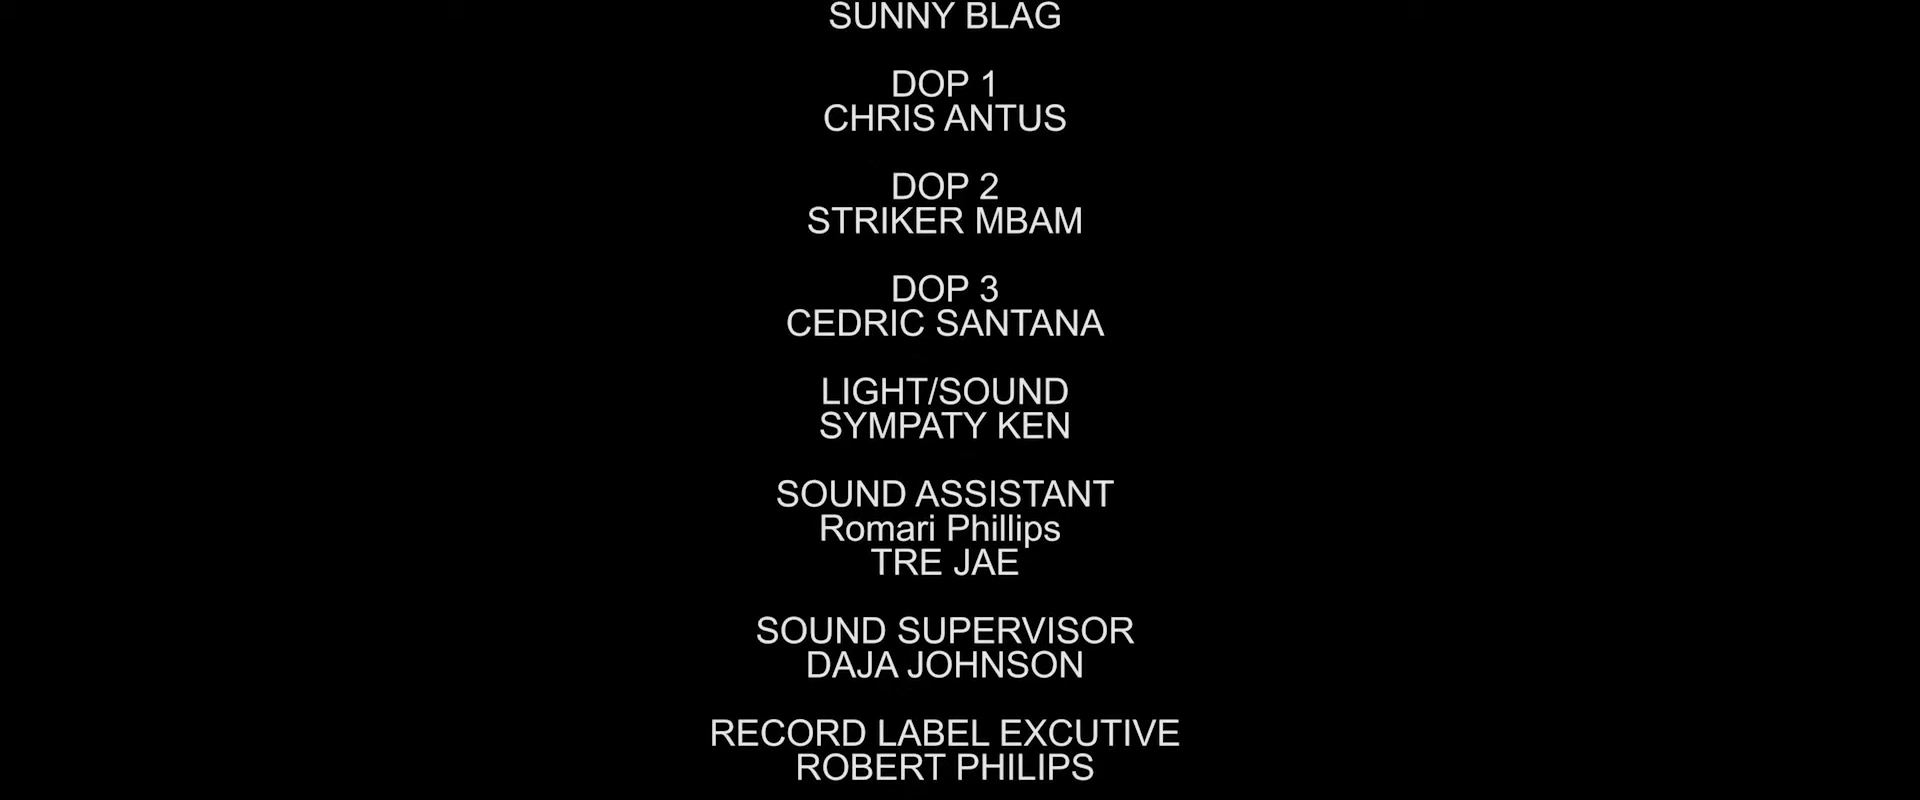 SUNNY BLAG
DOP 1
CHRIS ANTUS
DOP 2
STRIKER MBAM
DOP 3
CEDRIC SANTANA
LIGHT/SOUND
SYMPATY KEN
SOUND ASSISTANT
Romari Phillips
TRE JAE
SOUND SUPERVISOR
DAJA JOHNSON
RECORD LABEL EXCUTIVE
ROBERT PHILIPS